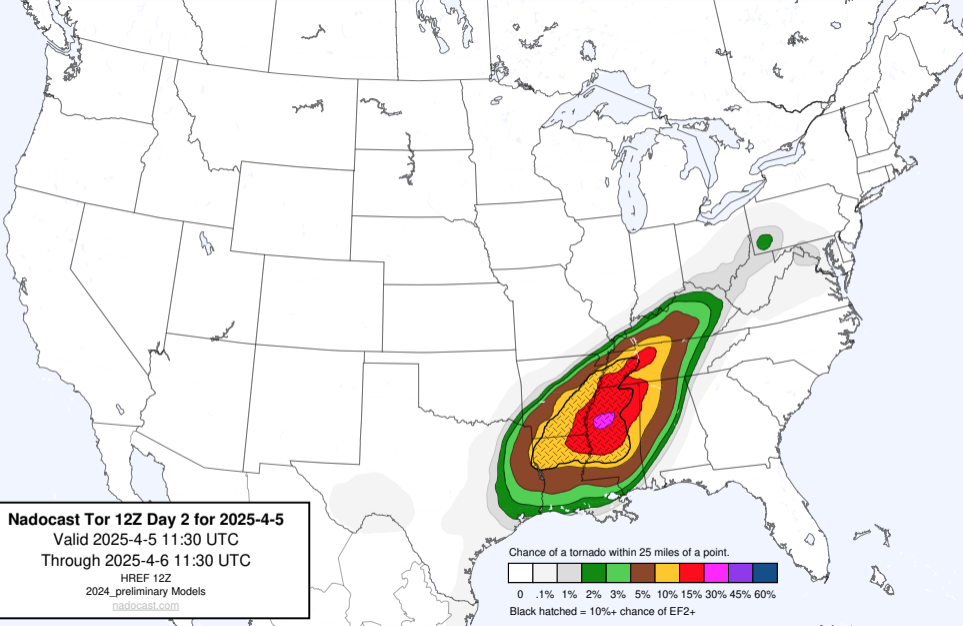 Nadocast Tor 12Z Day 2 for 2025-4-5
Valid 2025-4-5 11:30 UTC
Through 2025-4-6 11:30 UTC
HREF 12Z
2024_preliminary Models
nadocast.com
Chance of a tornado within 25 miles of a point.
0 .1% 1% 2% 3% 5% 10% 15% 30% 45% 60%
Black hatched = 10%+ chance of EF2+